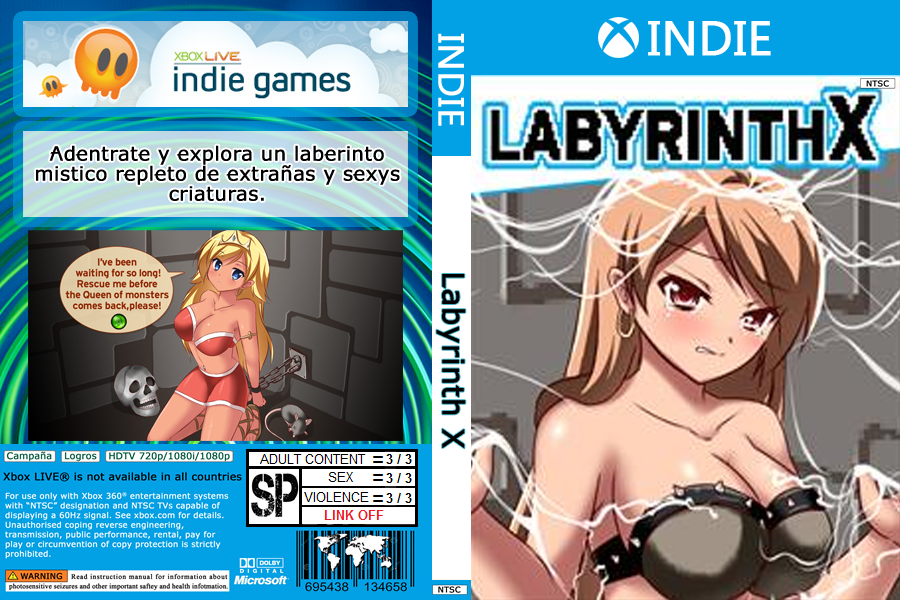 XBOX LIVE
indie games
Adentrate y explora un laberinto
mistico repleto de extrañas y sexys
criaturas.
I've been
waiting for so long!
Rescue me before
the Queen of monsters
comes back,please!
Campaña Logros HDTV 720p/1080i/1080p
Xbox LIVE® is not available in all countries
For use only with Xbox 360® entertainment systems
with “NTSC” designation and NTSC TVs capable of
displaying a 60Hz signal. See xbox.com for details.
Unauthorised coping reverse engineering,
transmission, public performance, rental, pay for
play or circumvention of copy protection is strictly
prohibited.
WARNING Read instruction manual for information about
photosensitive seizures and other important saftey and health infotmation.
ADULT CONTENT = 3 / 3
SP
SEX = 3 / 3
VIOLENCE = 3 / 3
LINK OFF
DOLBY
DIGITAL
Microsoft®
695438 134658
INDIE
Labyrinth X
NTSC
INDIE
NTSC
LABYRINTHX